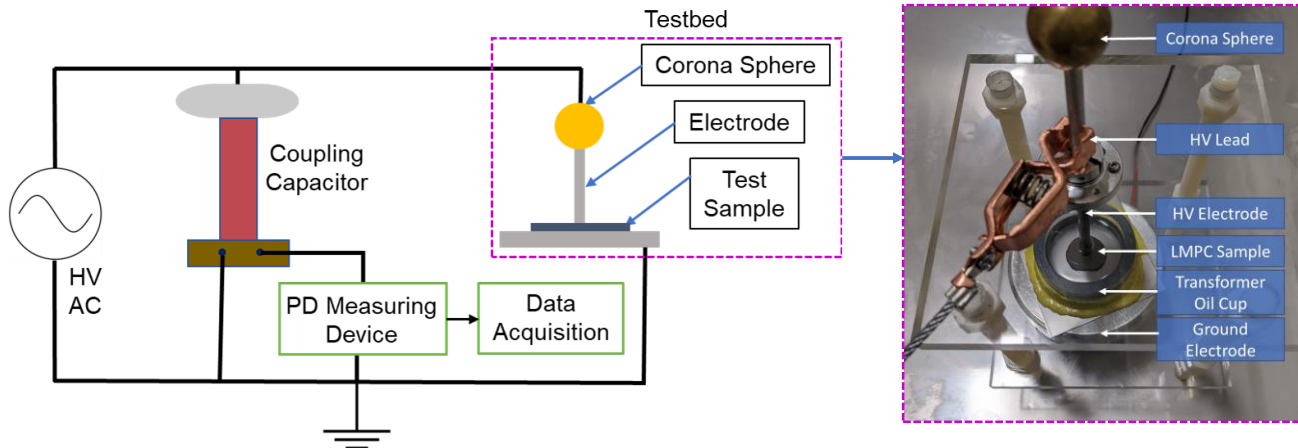 Testbed
Corona Sphere
Electrode
Test
Sample
Coupling
Capacitor
HV
AC
PD Measuring
Device
Data
Acquisition
Corona Sphere
HV Lead
HV Electrode
LMPC Sample
Transformer
Oil Cup
Ground
Electrode